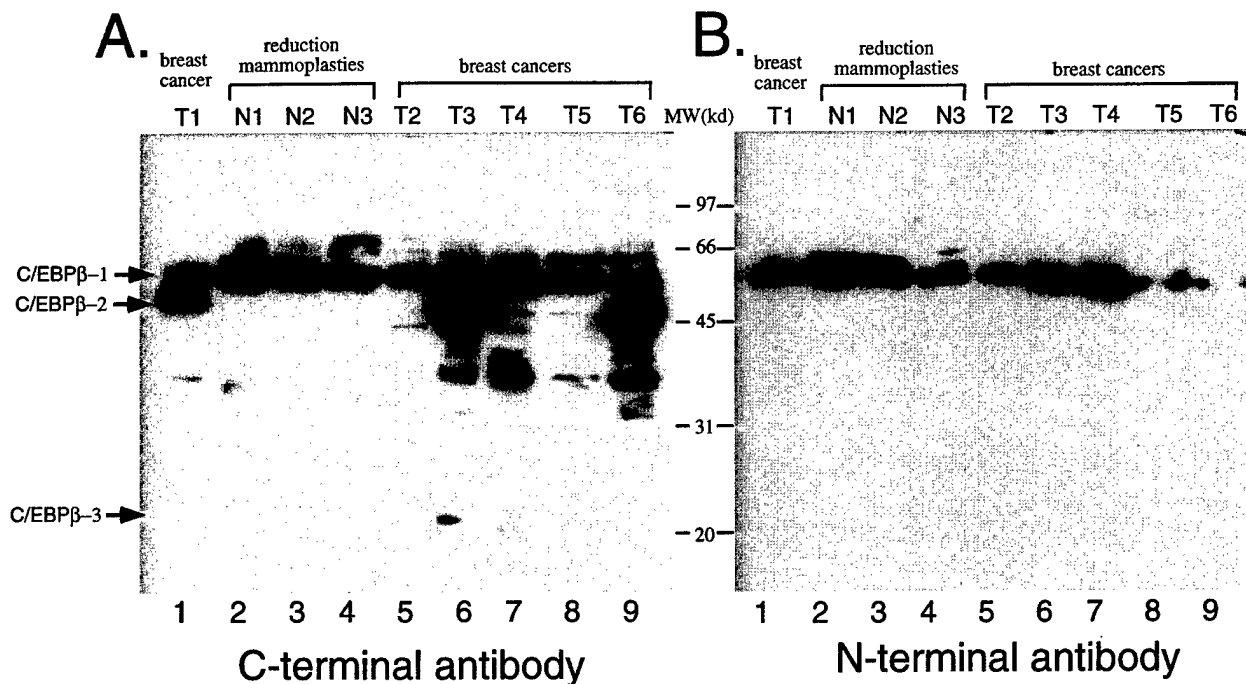 A.
breast
cancer
reduction
mammoplasties
breast cancers
T1 N1 N2 N3 T2 T3 T4 T5 T6
C/EBPβ–1
C/EBPβ–2
C/EBPβ–3
1 2 3 4 5 6 7 8 9
C-terminal antibody
MW(kd)
97
66
45
31
20
B.
breast
cancer
reduction
mammoplasties
breast cancers
T1 N1 N2 N3 T2 T3 T4 T5 T6
1 2 3 4 5 6 7 8 9
N-terminal antibody